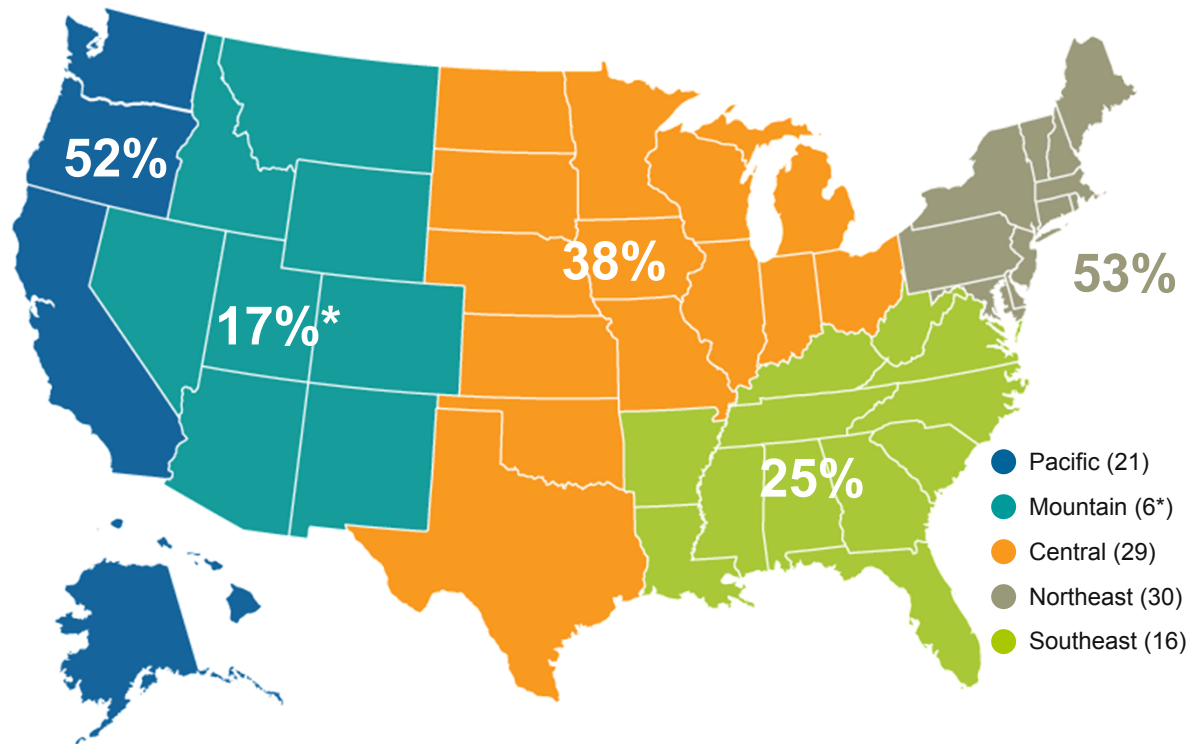 52%
38%
53%
17%*
25%
Pacific (21)
Mountain (6*)
Central (29)
Northeast (30)
Southeast (16)